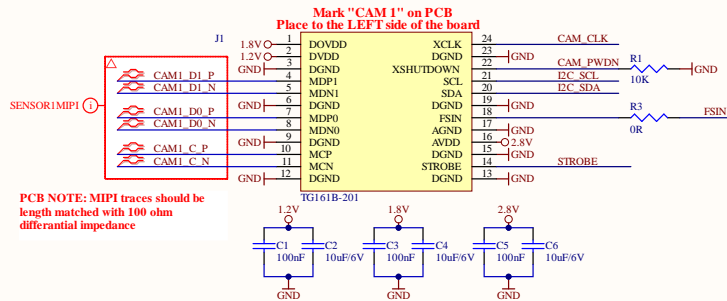 Mark "CAM 1" on PCB
Place to the LEFT side of the board
J1
1.8V 1 DOVDD XCLK 24 CAM_CLK
1.2V 2 DVDD DGND 23 GND
GND 3 DGND XSHUTDOWN 22 CAM_PWDN R1 10K GND
CAM1_D1_P 4 MDP1 SCL 21 I2C_SCL
CAM1_D1_N 5 MDN1 SDA 20 I2C_SDA
GND 6 DGND DGND 19 GND
SENSOR1MIPI i
CAM1_D0_P 7 MDP0 FSIN 18 R3 0R FSIN
CAM1_D0_N 8 MDN0 AGND 17 GND
GND 9 DGND AVDD 16 2.8V
CAM1_C_P 10 MCP DGND 15 GND
CAM1_C_N 11 MCN STROBE 14 STROBE
GND 12 DGND DGND 13 GND
TG161B-201
PCB NOTE: MIPI traces should be
length matched with 100 ohm
differantial impedance
1.2V 1.8V 2.8V
C1 C2 C3 C4 C5 C6
100nF 10uF/6V 100nF 10uF/6V 100nF 10uF/6V
GND GND GND